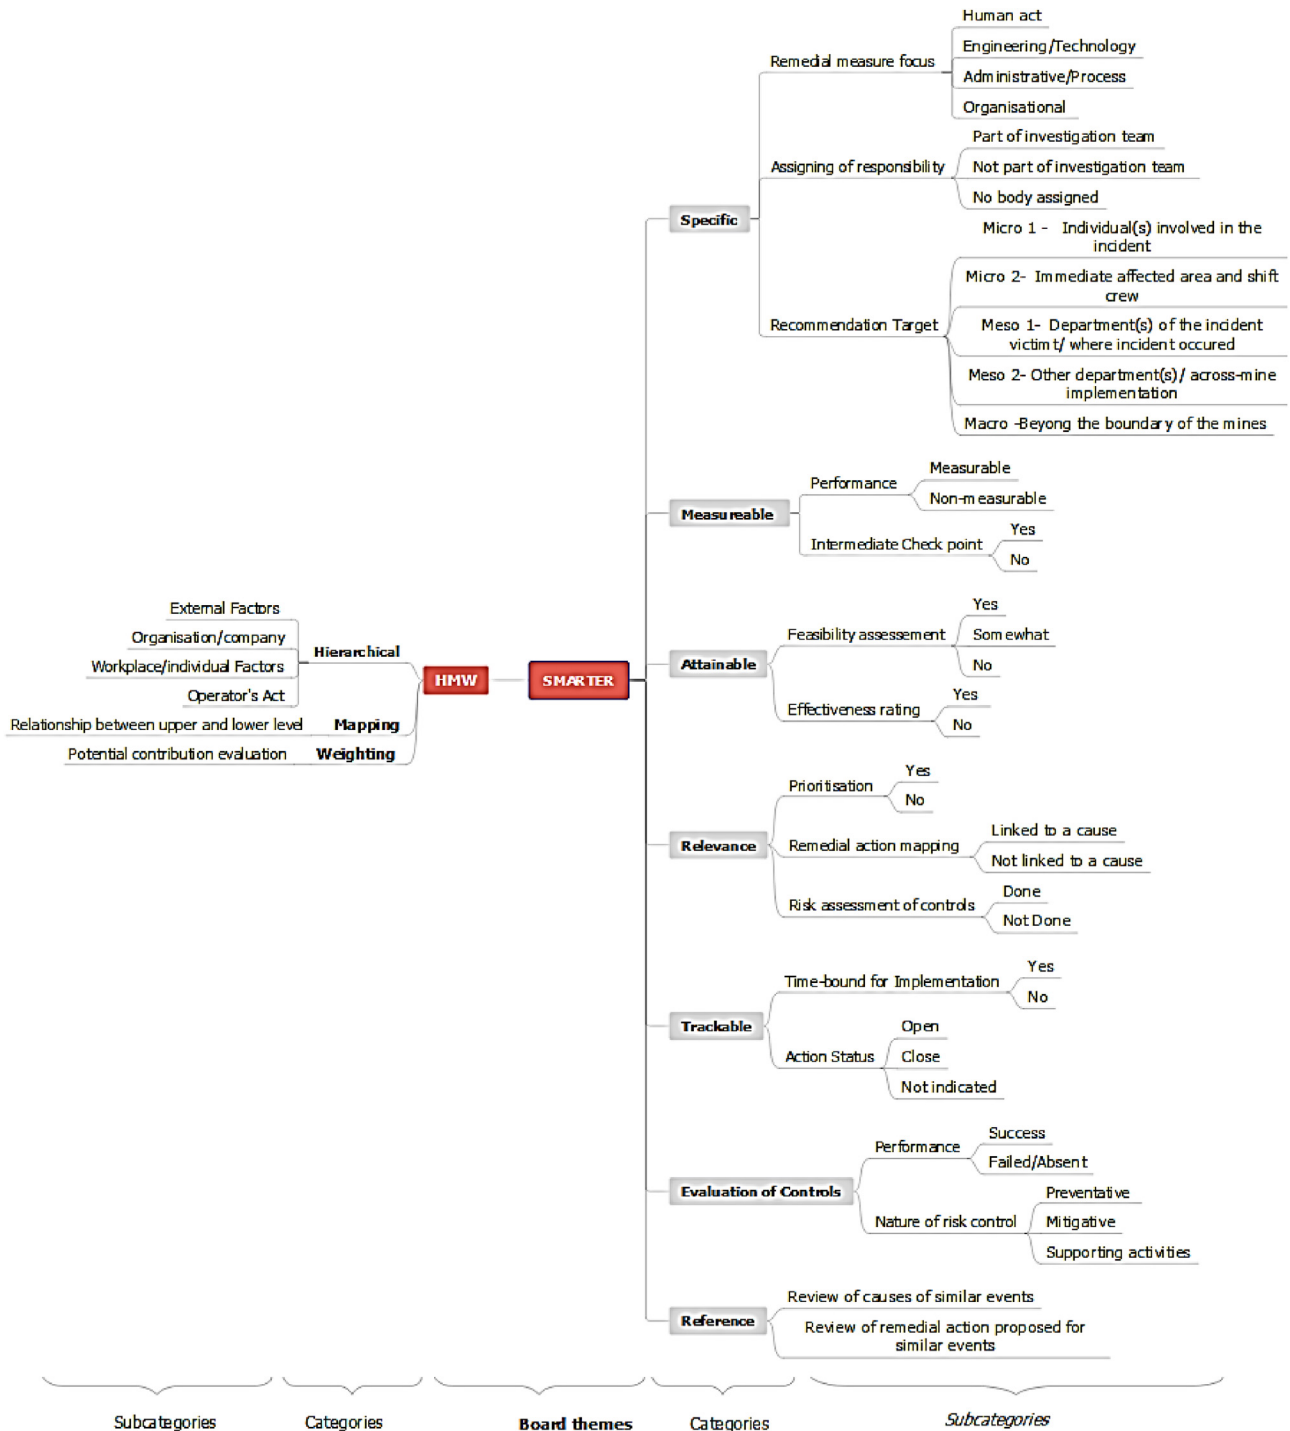 Human act
Engineering/Technology
Remedial measure focus
Administrative/Process
Organisational
Part of investigation team
Assigning of responsibility
Not part of investigation team
No body assigned
Specific
Micro 1 - Individual(s) involved in the
incident
Micro 2- Immediate affected area and shift
crew
Recommendation Target
Meso 1- Department(s) of the incident
victimt/ where incident occured
Meso 2- Other department(s)/ across-mine
implementation
Macro -Beyong the boundary of the mines
Measureable
Performance
Measurable
Non-measurable
Intermediate Check point
Yes
No
External Factors
Organisation/company
Hierarchical
Workplace/individual Factors
Operator's Act
Relationship between upper and lower level
Mapping
Potential contribution evaluation
Weighting
HMW
SMARTER
Attainable
Feasibility assessement
Yes
Somewhat
No
Effectiveness rating
Yes
No
Relevance
Prioritisation
Yes
No
Remedial action mapping
Linked to a cause
Not linked to a cause
Risk assessment of controls
Done
Not Done
Trackable
Time-bound for Implementation
Yes
No
Action Status
Open
Close
Not indicated
Evaluation of Controls
Performance
Success
Failed/Absent
Nature of risk control
Preventative
Mitigative
Supporting activities
Reference
Review of causes of similar events
Review of remedial action proposed for
similar events
Subcategories
Categories
Board themes
Categories
Subcategories